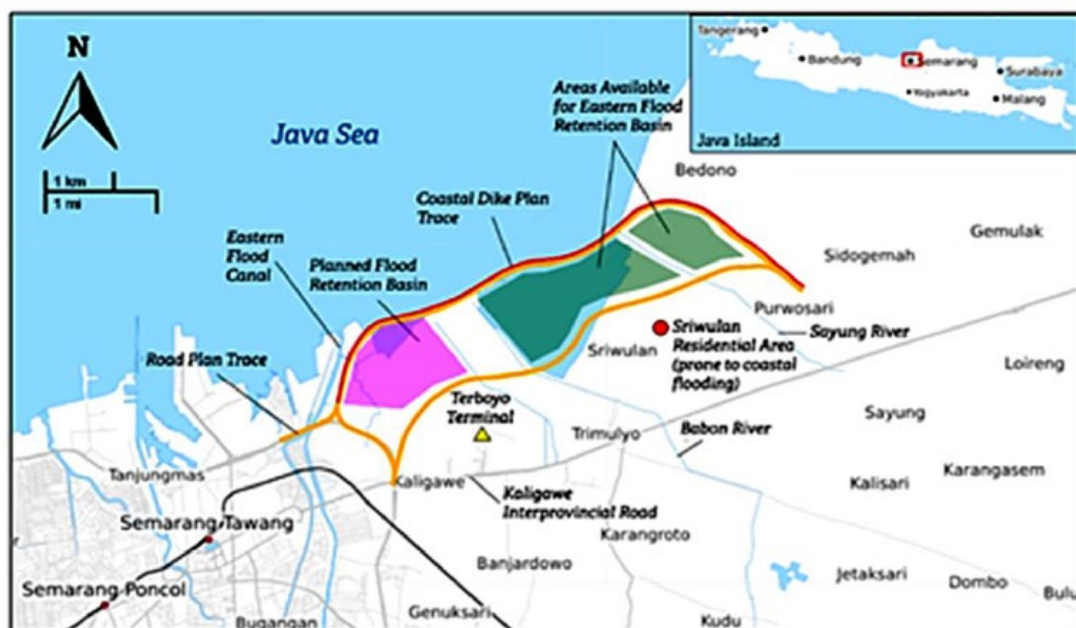 N
1 km
1 mi
Java Sea
Tangerang
Bandung
Semarang
Surabaya
Yogyakarta
Malang
Java Island
Areas Available
for Eastern Flood
Retention Basin
Bedono
Coastal Dike Plan
Trace
Gemulak
Sidogemah
Eastern
Flood
Canal
Planned Flood
Retention Basin
Purwosari
Sayung River
Sriwulan
Sriwulan
Residential Area
(prone to coastal
flooding)
Loireng
Road Plan Trace
Terboyo
Terminal
Sayung
Trimulyo
Babon River
Tanjungmas
Kaligawe
Karangasem
Kalisari
Kaligawe
Interprovincial Road
Semarang Tawang
Karangroto
Banjardowo
Jetaksari
Dombo
Bulu
Semarang Poncol
Genuksari
Kudu
Bugangan